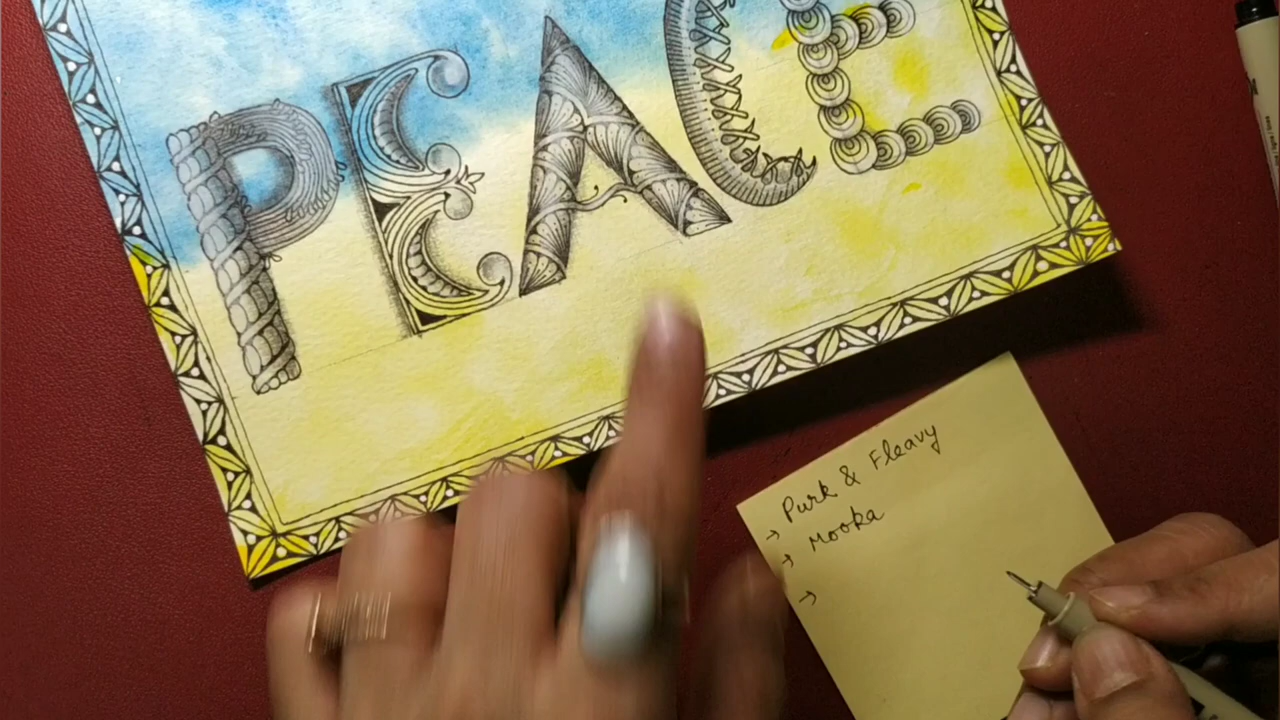 PEACE
→ Purk & Fleavy
→ Mooka
→